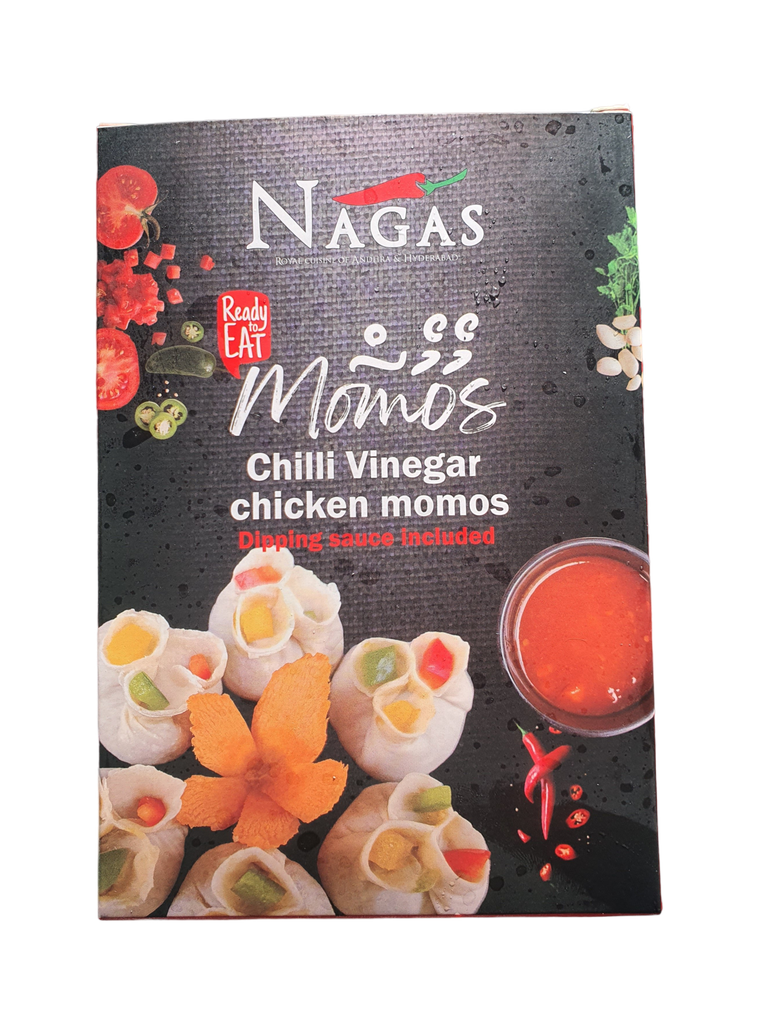 NAGAS
ROYAL CUISINE OF ANDHRA & HYDERABAD
Ready
to
EAT
Momos
Chilli Vinegar
chicken momos
Dipping sauce included